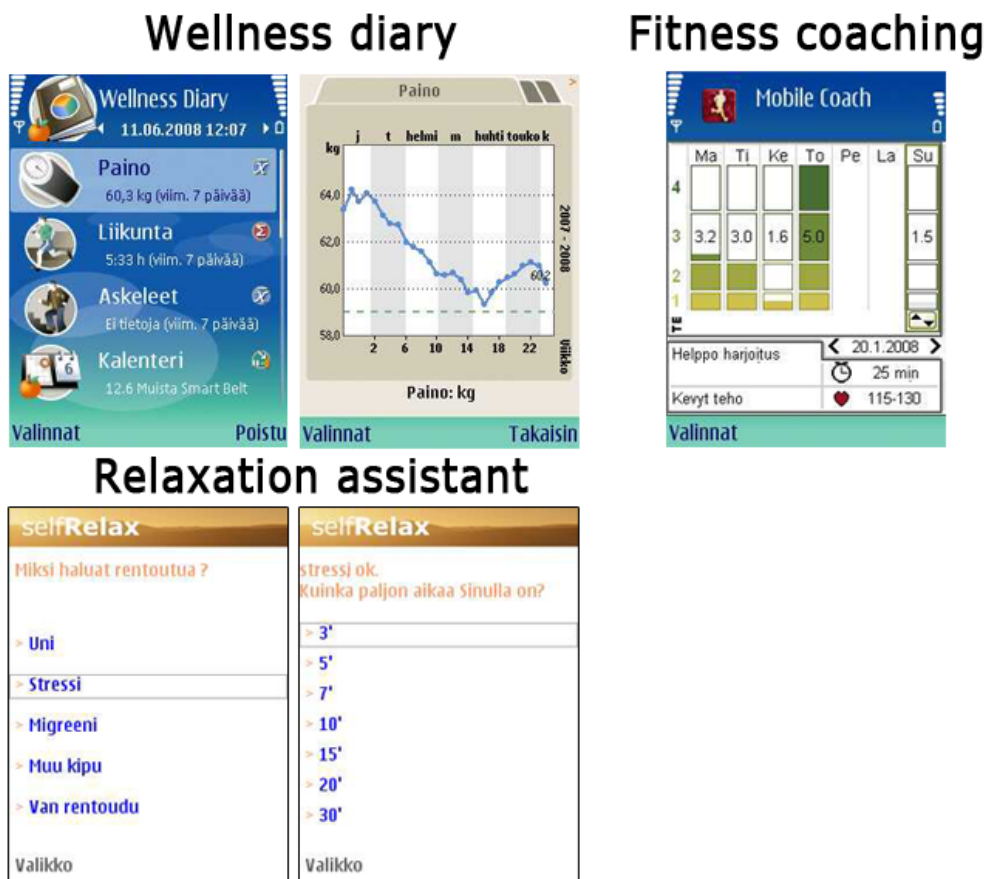 Wellness diary
Wellness Diary
11.06.2008 12:07
Paino
60,3 kg (viim. 7 päivää)
Liikunta
5:33 h (viim. 7 päivää)
Askeleet
Ei tietoja (viim. 7 päivää)
Kalenteri
6
12.6 Muista Smart Belt
Valinnat Poistu
Paino
>
j t helmi m huhti touko k
kg
64,0
62,0
60,0
58,0
60,2
2 6 10 14 18 22
2007 - 2008
Viikko
Paino: kg
Valinnat Takaisin
Fitness coaching
Mobile Coach
Ma Ti Ke To Pe La Su
4
3 3.2 3.0 1.6 5.0 1.5
2
1
TE
Helppo harjoitus < 20.1.2008 >
25 min
Kevyt teho 115-130
Valinnat
Relaxation assistant
selfRelax
Miksi haluat rentoutua ?
> Uni
> Stressi
> Migreeni
> Muu kipu
> Van rentoudu
Valikko
selfRelax
stressi ok.
Kuinka paljon aikaa Sinulla on?
> 3'
> 5'
> 7'
> 10'
> 15'
> 20'
> 30'
Valikko